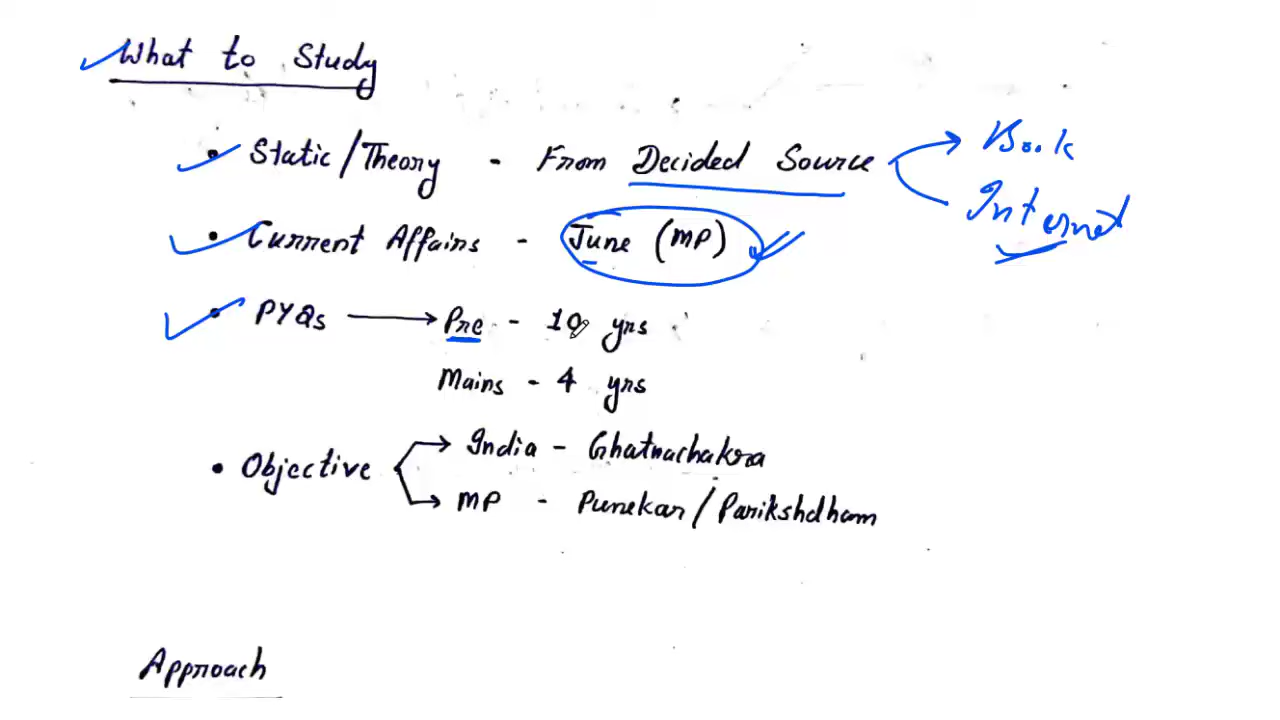 What to Study
• Static/Theory - From Decided Source
Book
Internet
• Current Affairs - June (MP)
• PYQs → Pre - 10 yrs
Mains - 4 yrs
• Objective → India - Ghatnachakra
→ MP - Punekar/Parikshdham
Approach